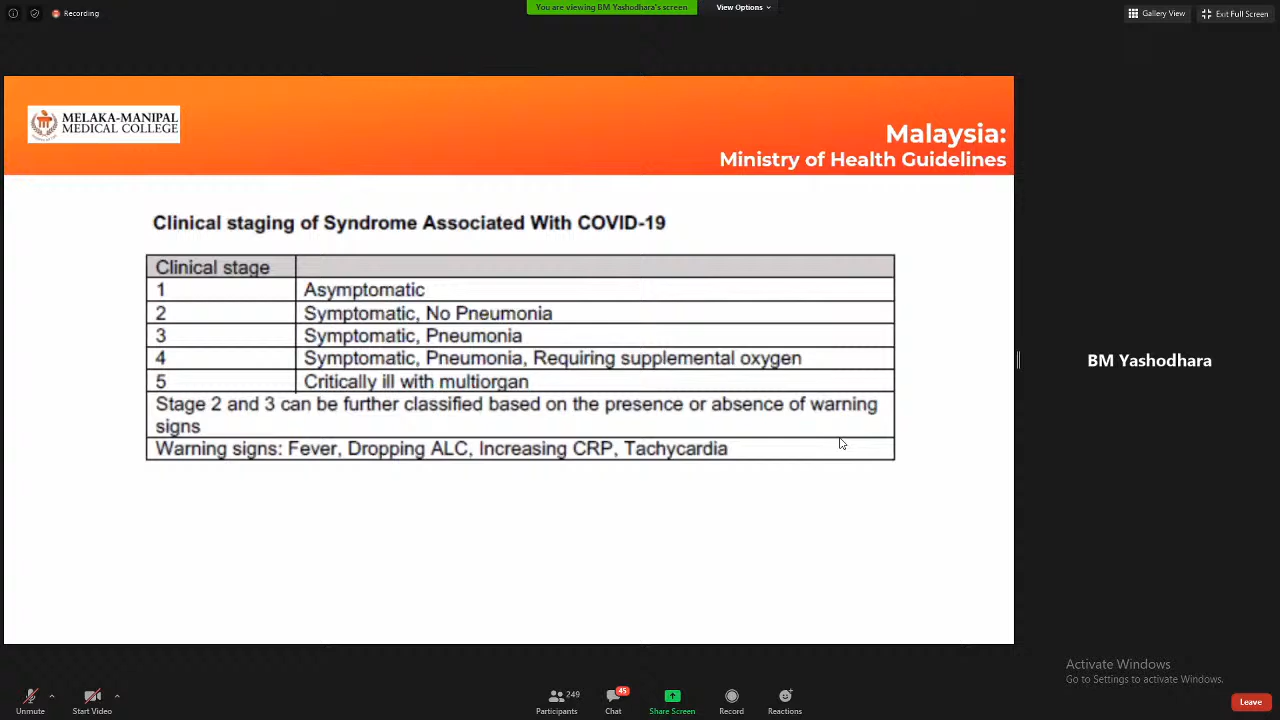 Recording
You are viewing BM Yashodhara's screen
View Options
Gallery View
Exit Full Screen
MELAKA-MANIPAL
MEDICAL COLLEGE
Malaysia:
Ministry of Health Guidelines
Clinical staging of Syndrome Associated With COVID-19
Clinical stage
1 Asymptomatic
2 Symptomatic, No Pneumonia
3 Symptomatic, Pneumonia
4 Symptomatic, Pneumonia, Requiring supplemental oxygen
5 Critically ill with multiorgan
Stage 2 and 3 can be further classified based on the presence or absence of warning
signs
Warning signs: Fever, Dropping ALC, Increasing CRP, Tachycardia
BM Yashodhara
Activate Windows
Go to Settings to activate Windows.
Unmute
Start Video
249
Participants
45
Chat
Share Screen
Record
Reactions
Leave